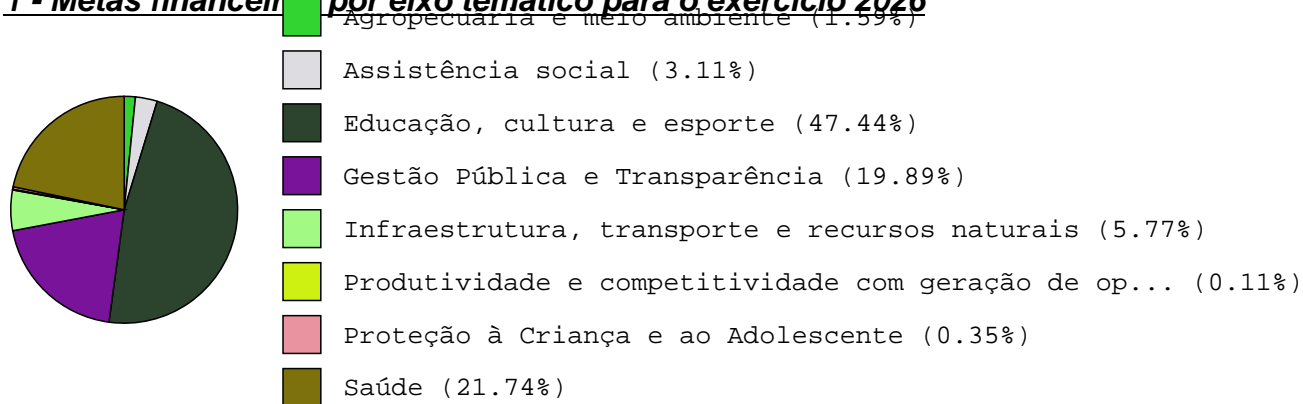 1 - Metas financeiras por eixo temático para o exercício 2026
Agropecuária e meio ambiente (1.59%)
Assistência social (3.11%)
Educação, cultura e esporte (47.44%)
Gestão Pública e Transparência (19.89%)
Infraestrutura, transporte e recursos naturais (5.77%)
Produtividade e competitividade com geração de op... (0.11%)
Proteção à Criança e ao Adolescente (0.35%)
Saúde (21.74%)